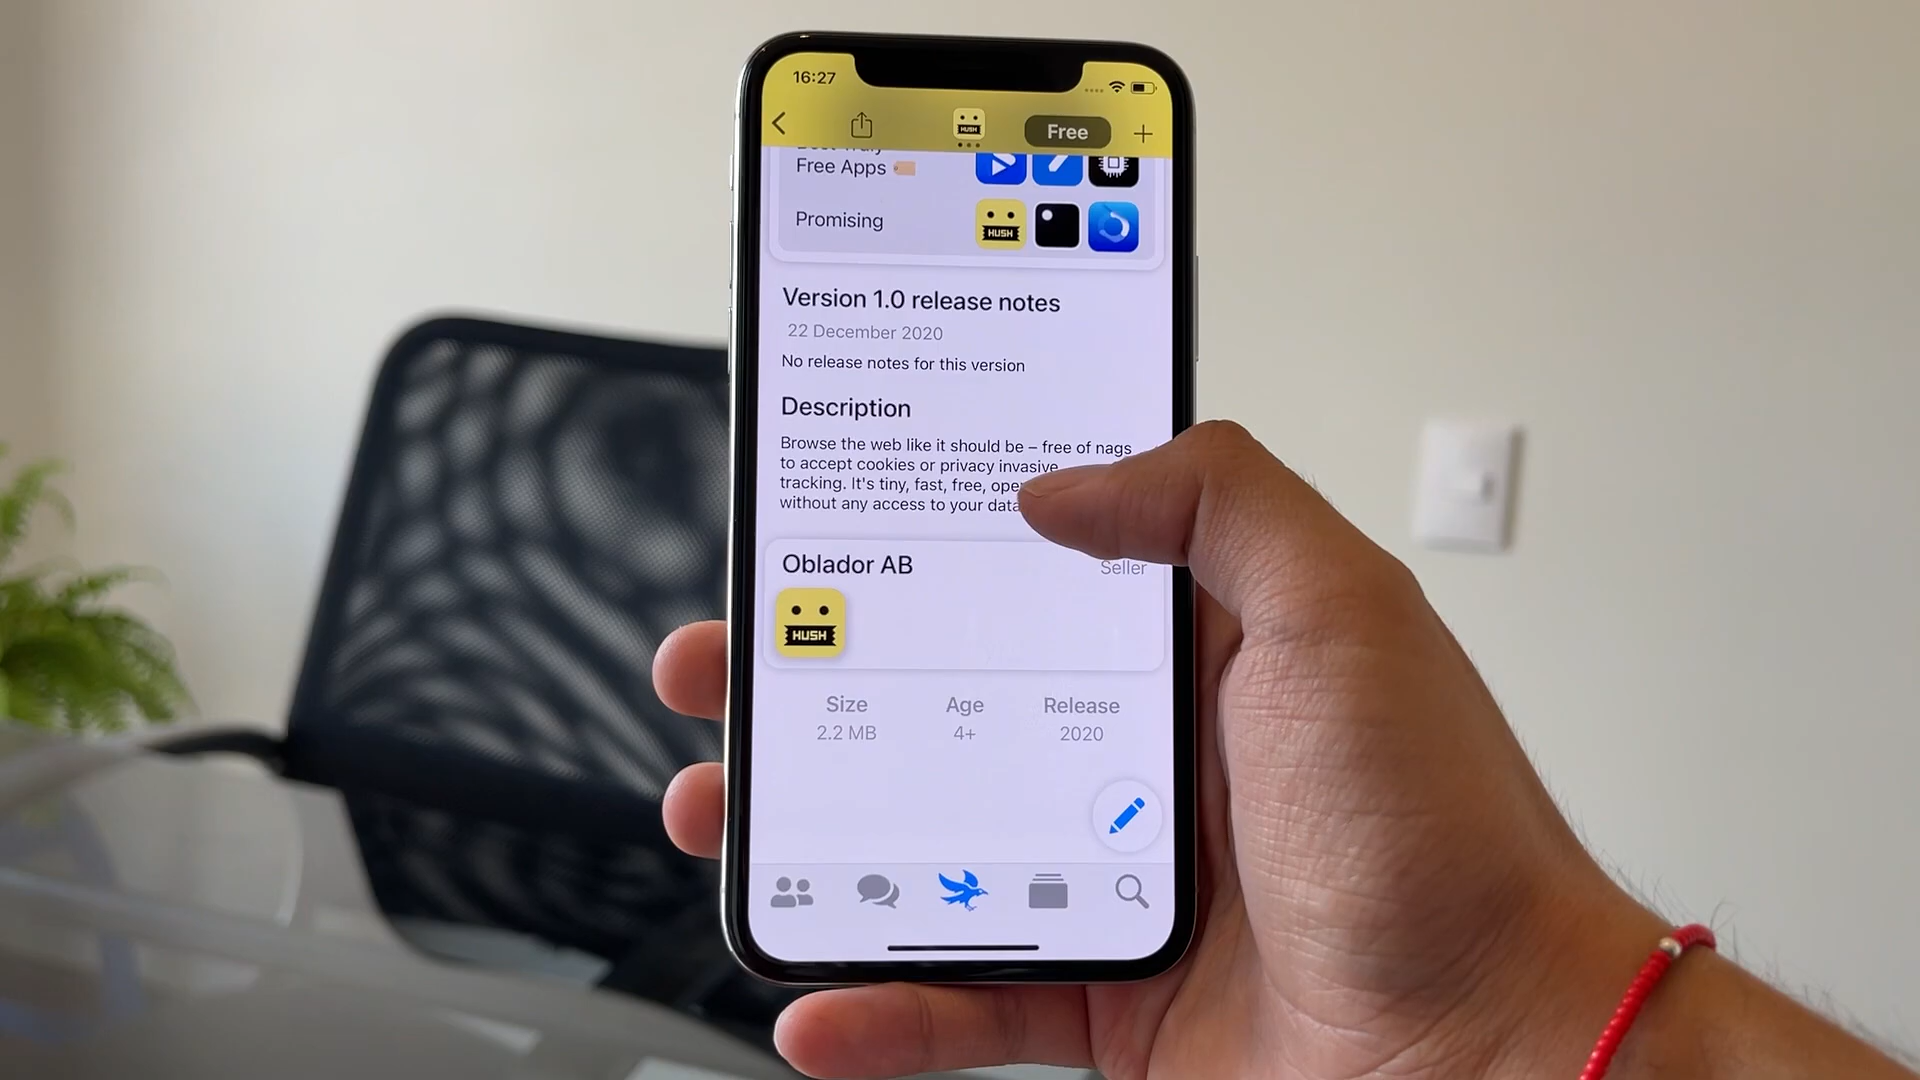 16:27
HUSH
Free
Free Apps
Promising
HUSH
Version 1.0 release notes
22 December 2020
No release notes for this version
Description
Browse the web like it should be – free of nags
to accept cookies or privacy invasive
tracking. It's tiny, fast, free,
without any access to your data
Oblador AB
Seller
HUSH
Size
Age
Release
2.2 MB
4+
2020